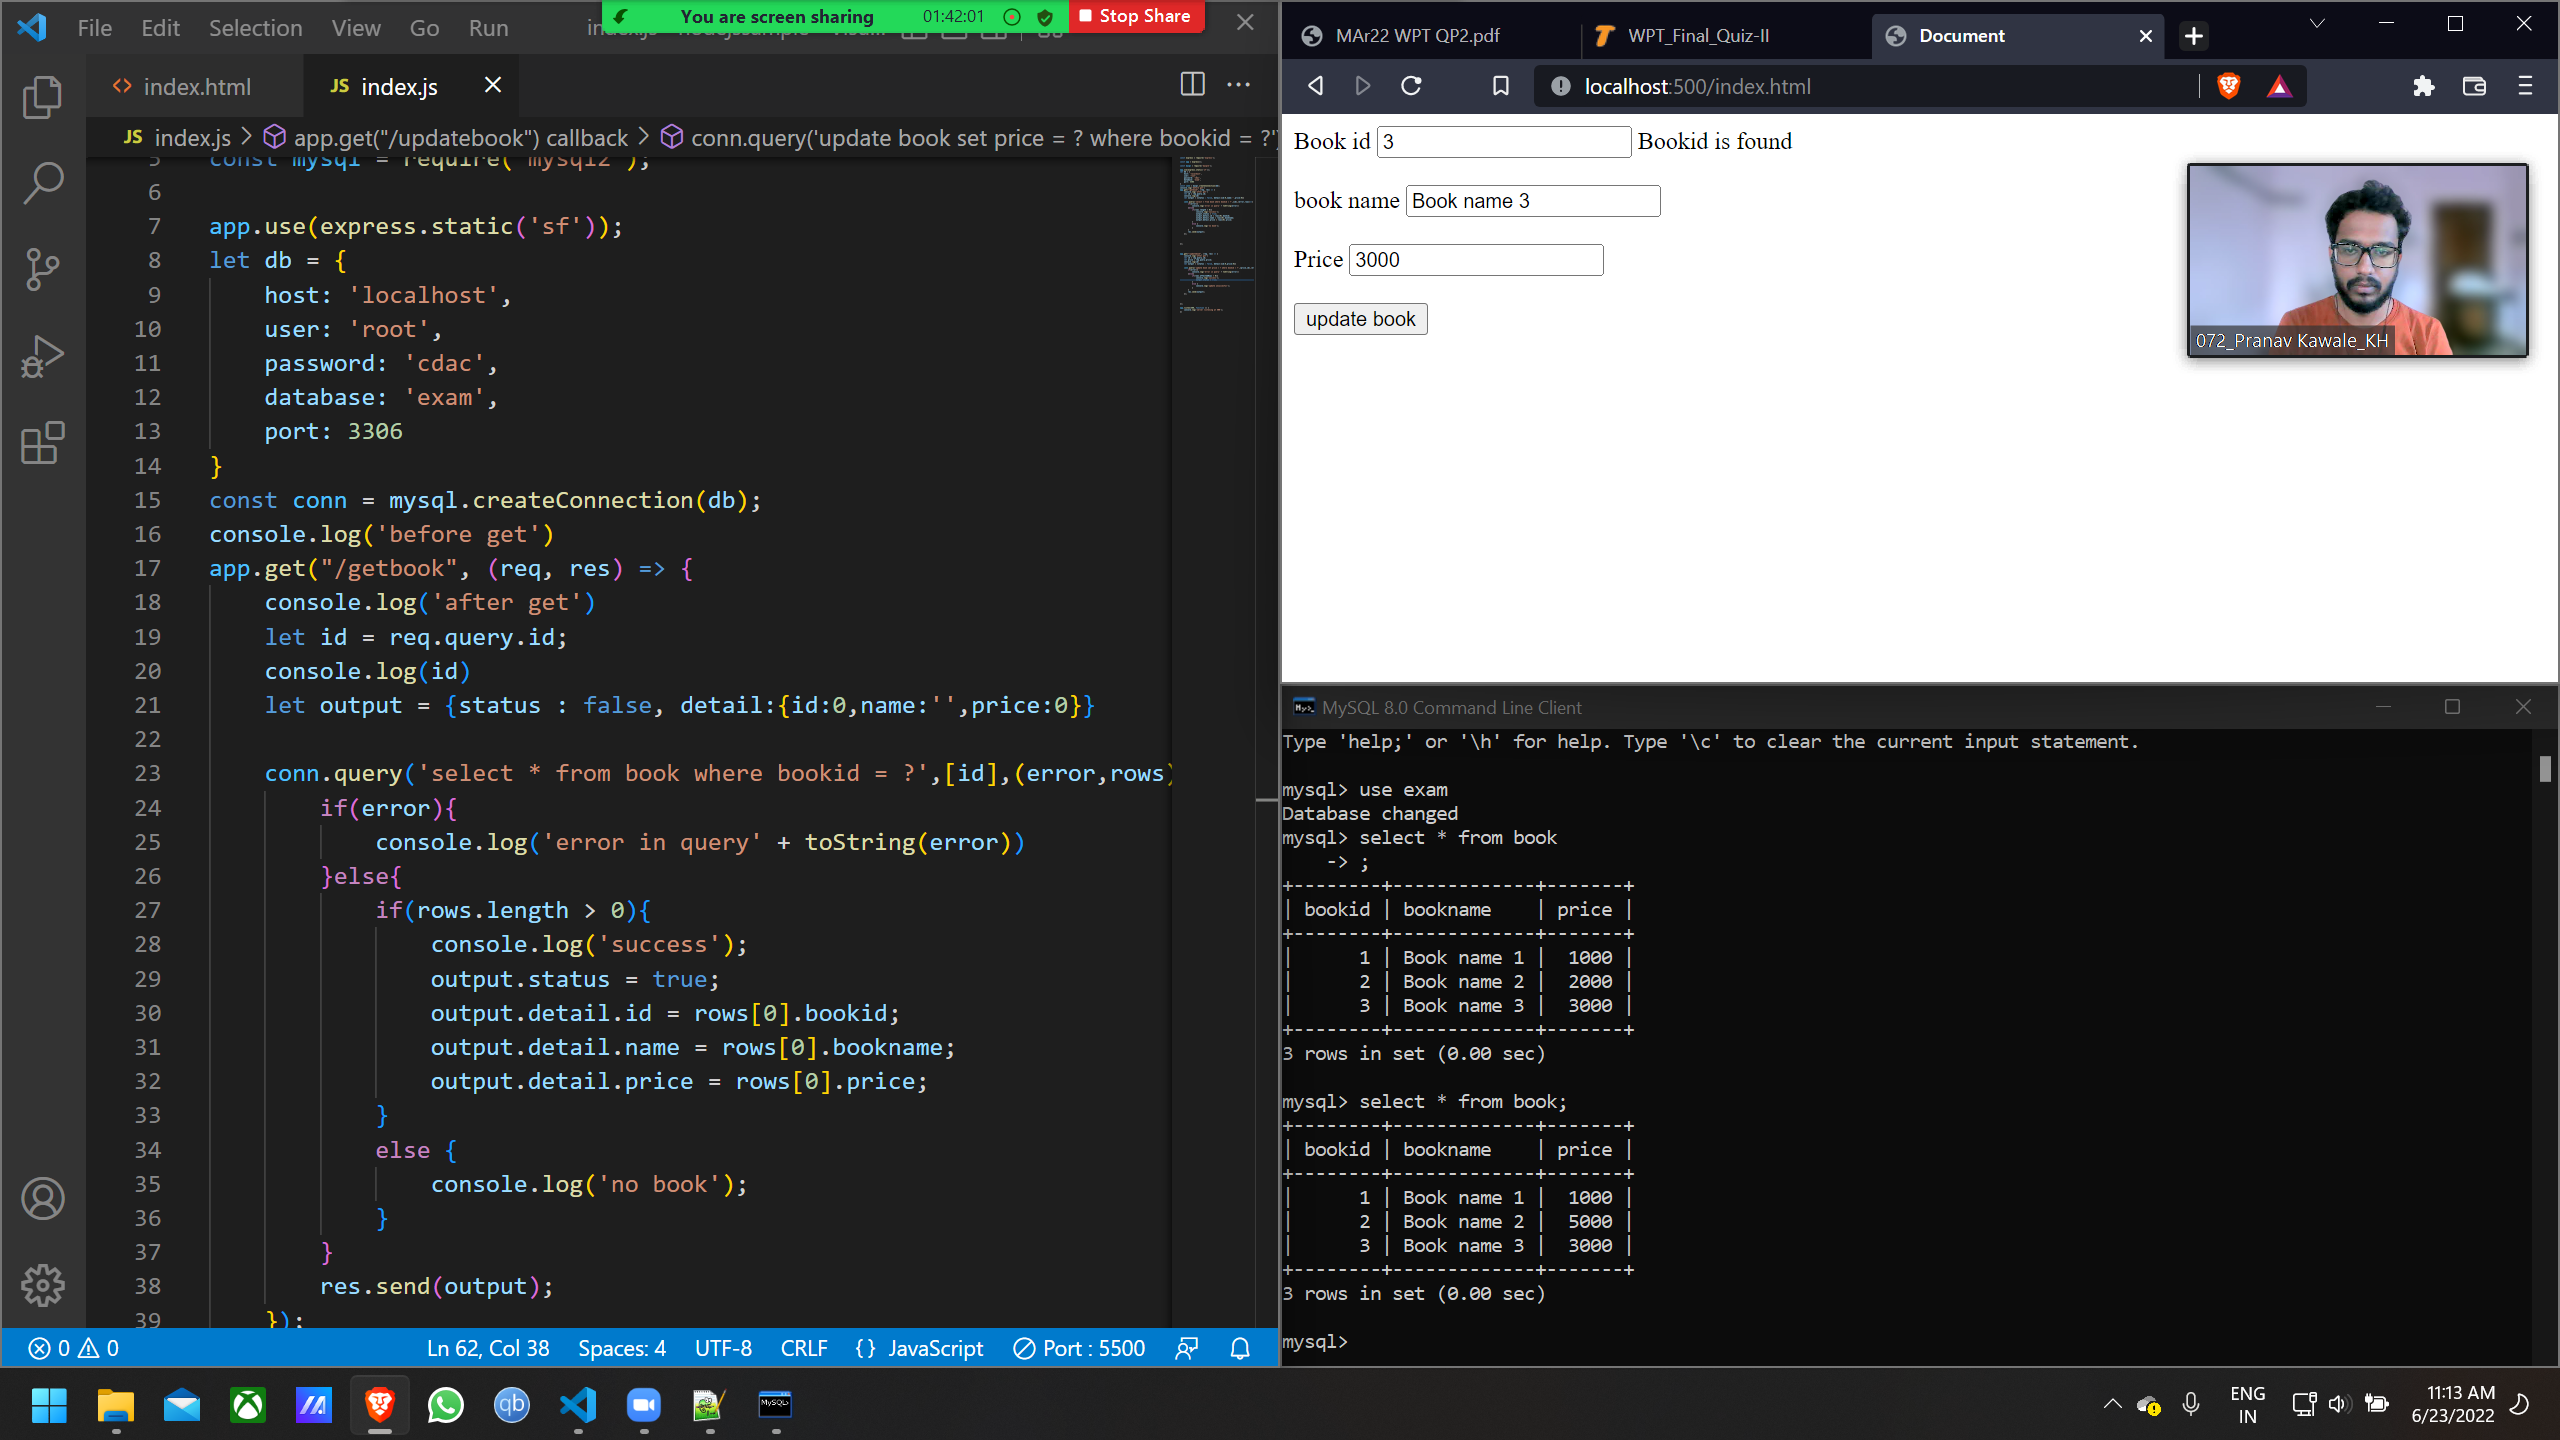 File Edit Selection View Go Run
You are screen sharing 01:42:01 Stop Share
index.html
JS index.js
JS index.js > app.get("/updatebook") callback > conn.query('update book set price = ? where bookid = ?')
5 const mysql = require('mysql2');
6
7 app.use(express.static('sf'));
8 let db = {
9 host: 'localhost',
10 user: 'root',
11 password: 'cdac',
12 database: 'exam',
13 port: 3306
14 }
15 const conn = mysql.createConnection(db);
16 console.log('before get')
17 app.get("/getbook", (req, res) => {
18 console.log('after get')
19 let id = req.query.id;
20 console.log(id)
21 let output = {status : false, detail:{id:0,name:'',price:0}}
22
23 conn.query('select * from book where bookid = ?',[id],(error,rows)
24 if(error){
25 console.log('error in query' + toString(error))
26 }else{
27 if(rows.length > 0){
28 console.log('success');
29 output.status = true;
30 output.detail.id = rows[0].bookid;
31 output.detail.name = rows[0].bookname;
32 output.detail.price = rows[0].price;
33 }
34 else {
35 console.log('no book');
36 }
37 }
38 res.send(output);
39 });
0 0 Ln 62, Col 38 Spaces: 4 UTF-8 CRLF {} JavaScript Port : 5500
MAr22 WPT QP2.pdf
WPT_Final_Quiz-II
Document
localhost:500/index.html
Book id 3 Bookid is found
book name Book name 3
Price 3000
update book
072_Pranav Kawale_KH
MySQL 8.0 Command Line Client
Type 'help;' or '\h' for help. Type '\c' to clear the current input statement.
mysql> use exam
Database changed
mysql> select * from book
-> ;
+--------+-------------+-------+
| bookid | bookname | price |
+--------+-------------+-------+
| 1 | Book name 1 | 1000 |
| 2 | Book name 2 | 2000 |
| 3 | Book name 3 | 3000 |
+--------+-------------+-------+
3 rows in set (0.00 sec)
mysql> select * from book;
+--------+-------------+-------+
| bookid | bookname | price |
+--------+-------------+-------+
| 1 | Book name 1 | 1000 |
| 2 | Book name 2 | 5000 |
| 3 | Book name 3 | 3000 |
+--------+-------------+-------+
3 rows in set (0.00 sec)
mysql>
qb
MySQL
ENG
IN
11:13 AM
6/23/2022